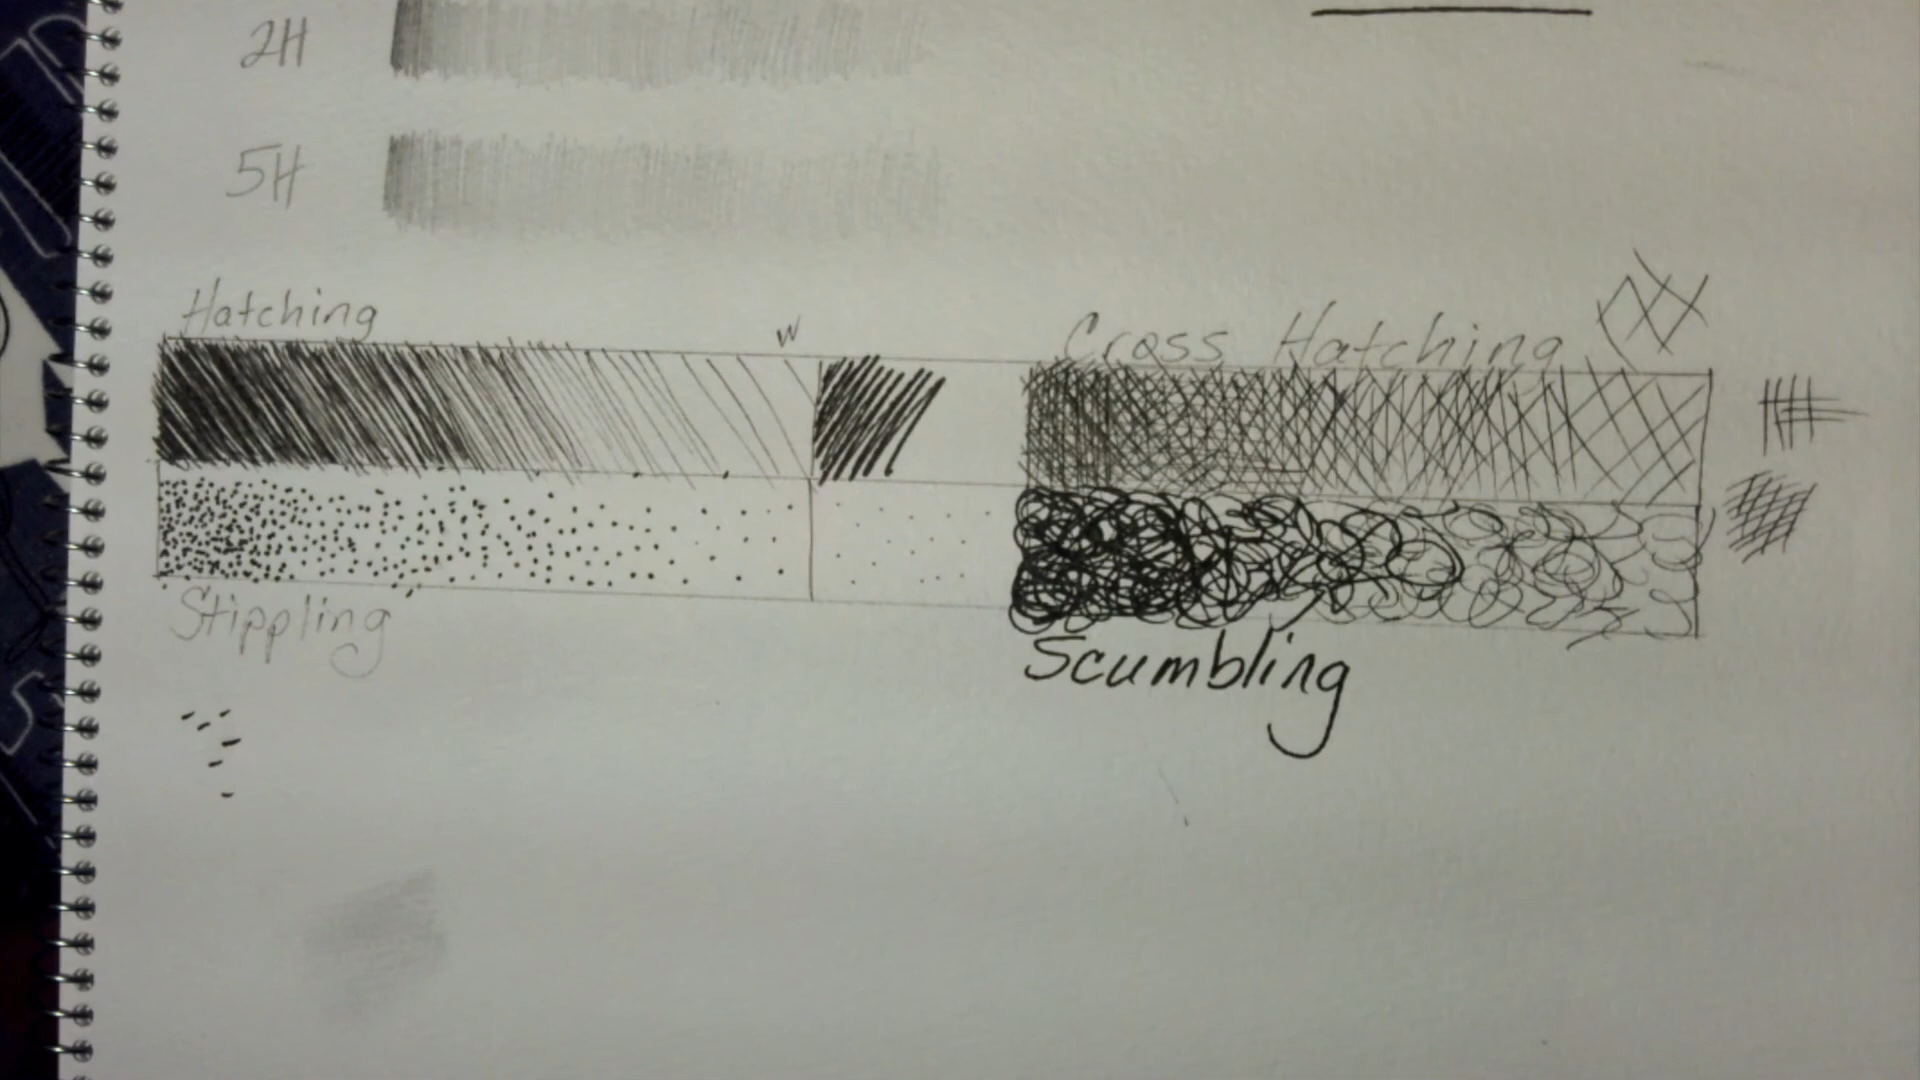 2H
5H
Hatching
W
Cross Hatching
Stippling
Scumbling